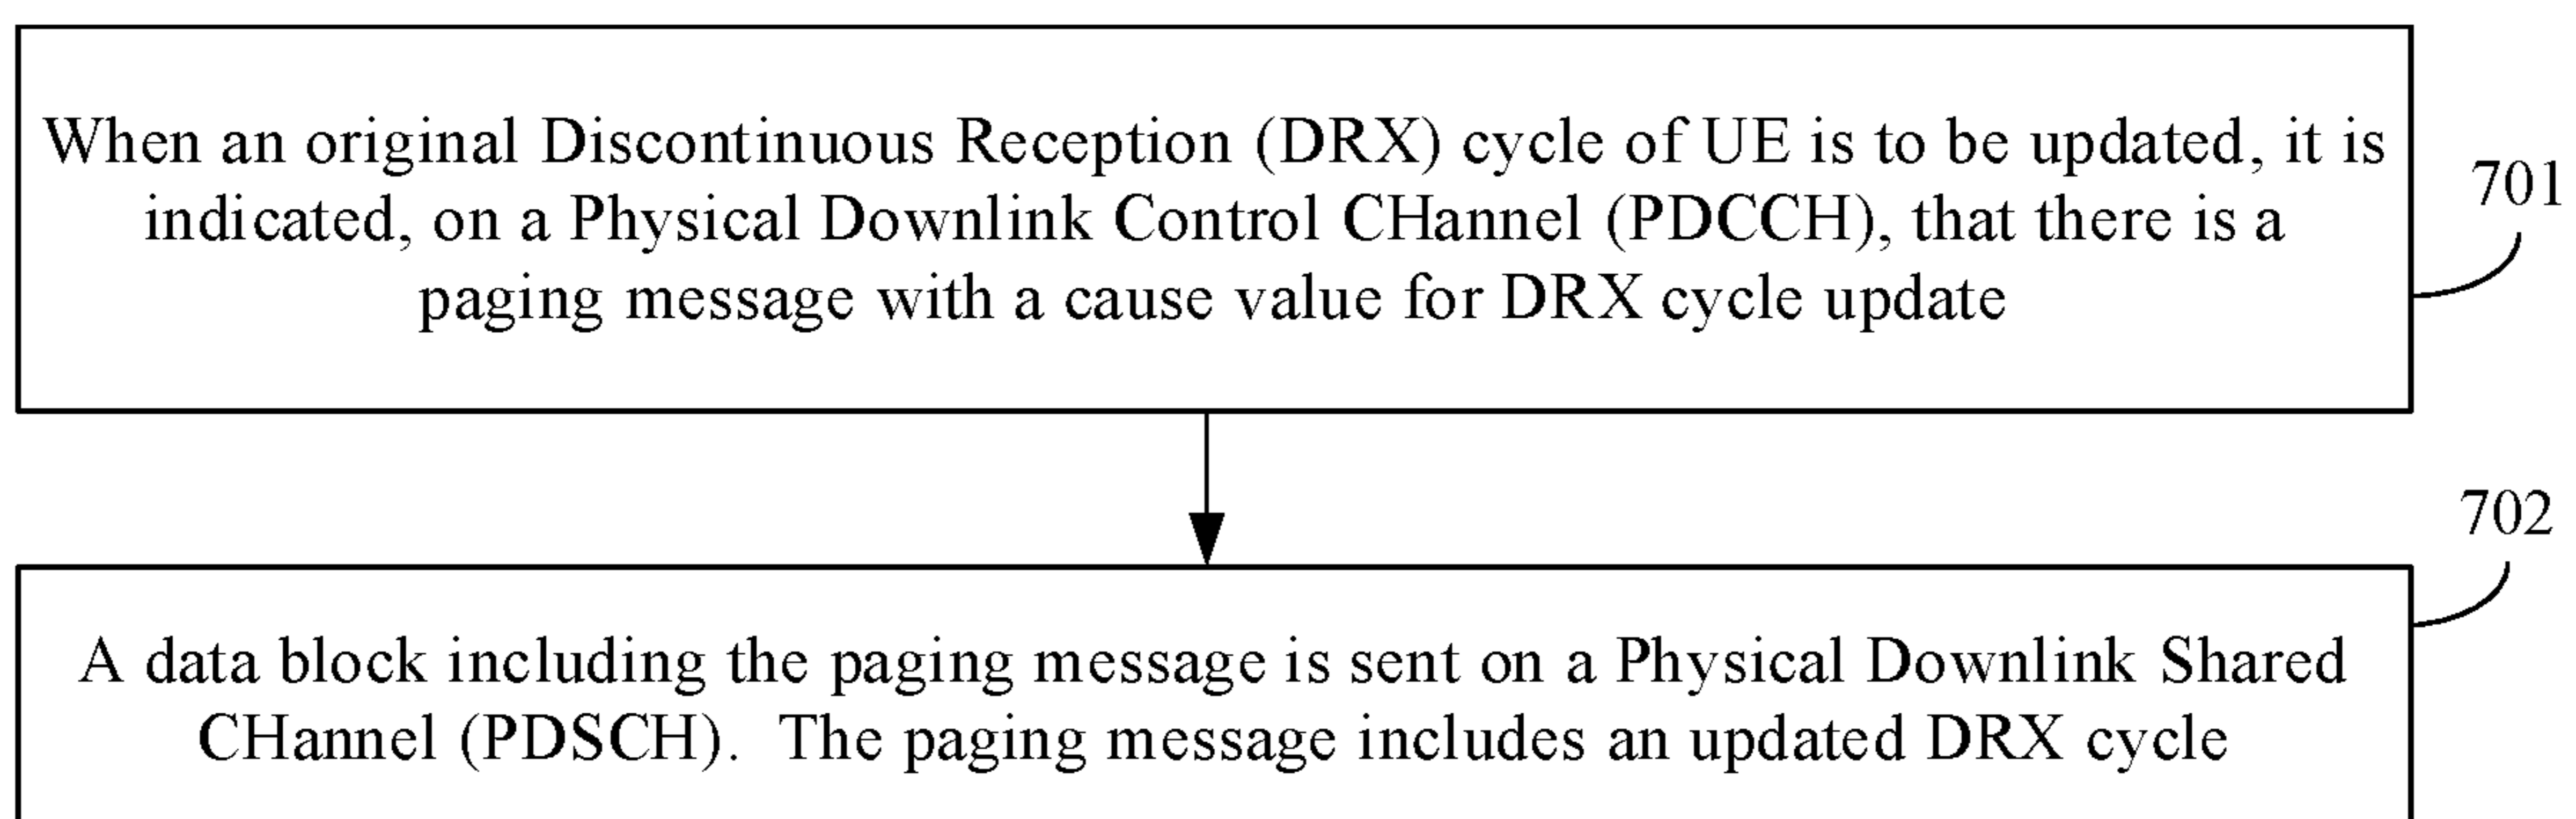 When an original Discontinuous Reception (DRX) cycle of UE is to be updated, it is
indicated, on a Physical Downlink Control CHannel (PDCCH), that there is a
paging message with a cause value for DRX cycle update
701
702
A data block including the paging message is sent on a Physical Downlink Shared
CHannel (PDSCH).  The paging message includes an updated DRX cycle